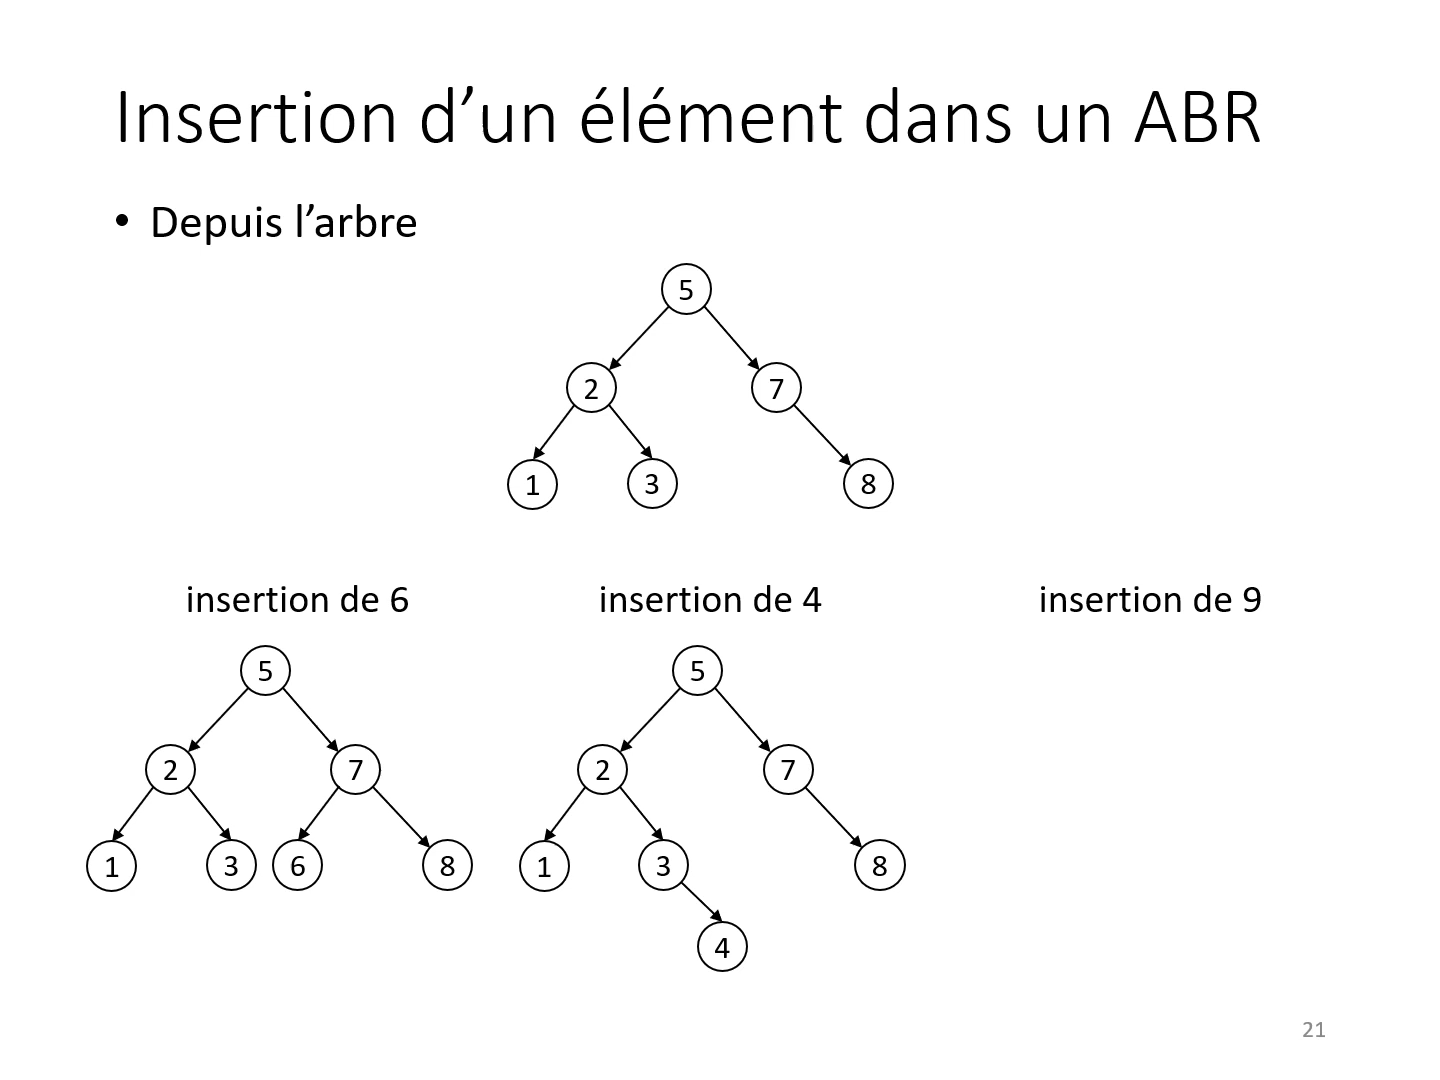 Insertion d’un élément dans un ABR
• Depuis l’arbre
5
2 7
1 3 8
insertion de 6 insertion de 4 insertion de 9
5 5
2 7 2 7
1 3 6 8 1 3 8
4
21